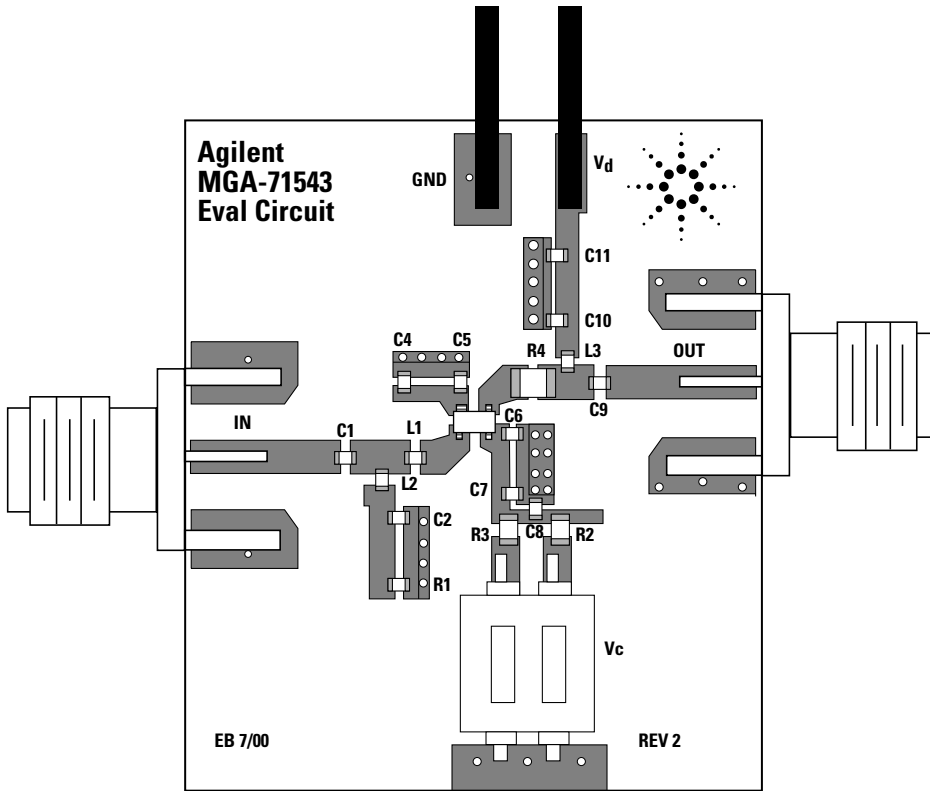 Agilent
MGA-71543
Eval Circuit
GND
Vd
C11
C10
C4
C5
R4
L3
OUT
C9
C6
IN
C1
L1
L2
C7
C2
C8
R3
R2
R1
Vc
EB 7/00
REV 2